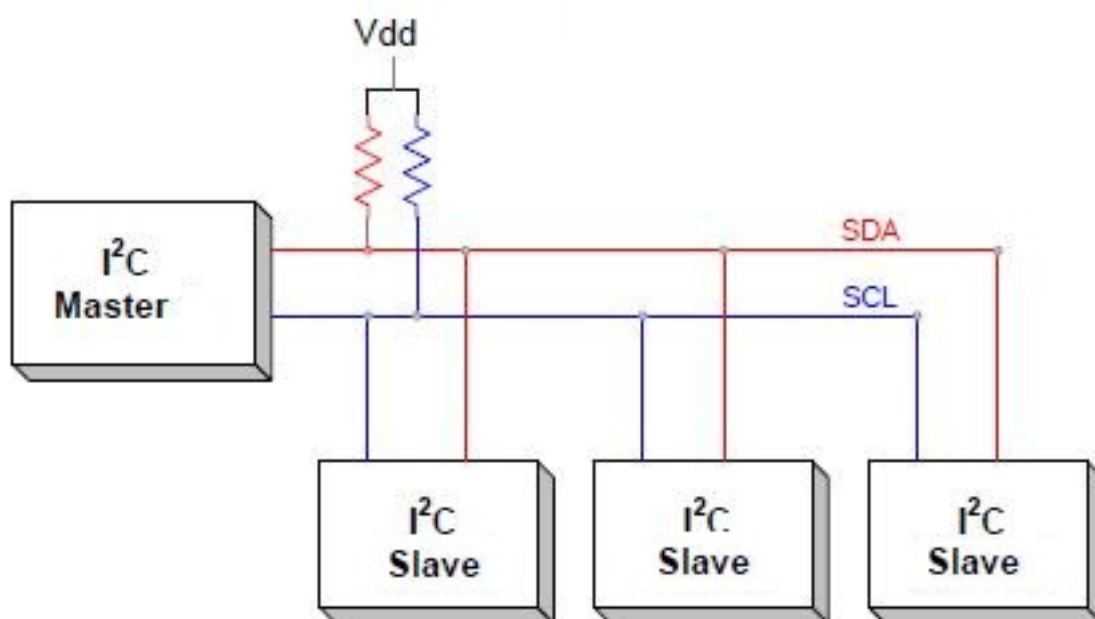 Vdd
I²C
Master
SDA
SCL
I²C
Slave
I²C
Slave
I²C
Slave